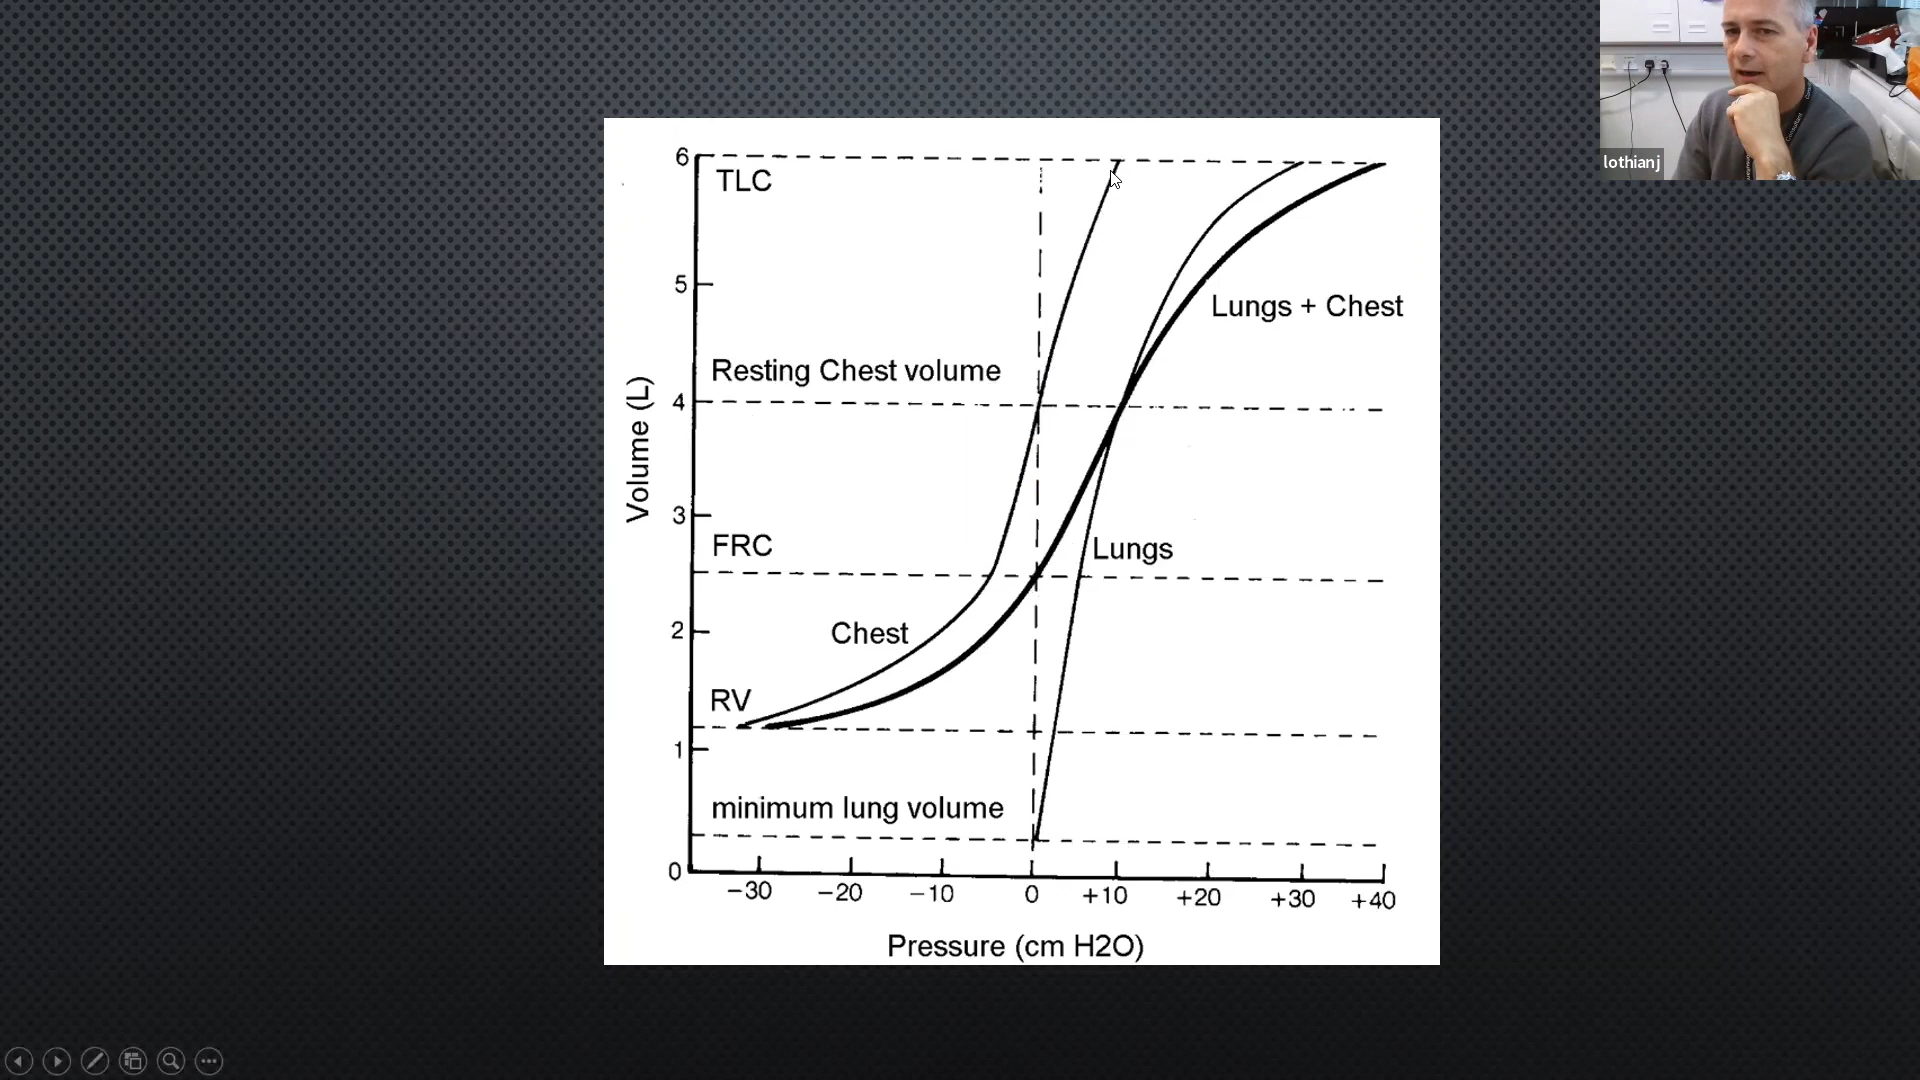 lothianj
Consultant
6
TLC
5
Resting Chest volume
4
Lungs + Chest
Volume (L)
3
FRC
Lungs
2
Chest
RV
1
minimum lung volume
0
−30
−20
−10
0
+10
+20
+30
+40
Pressure (cm H2O)